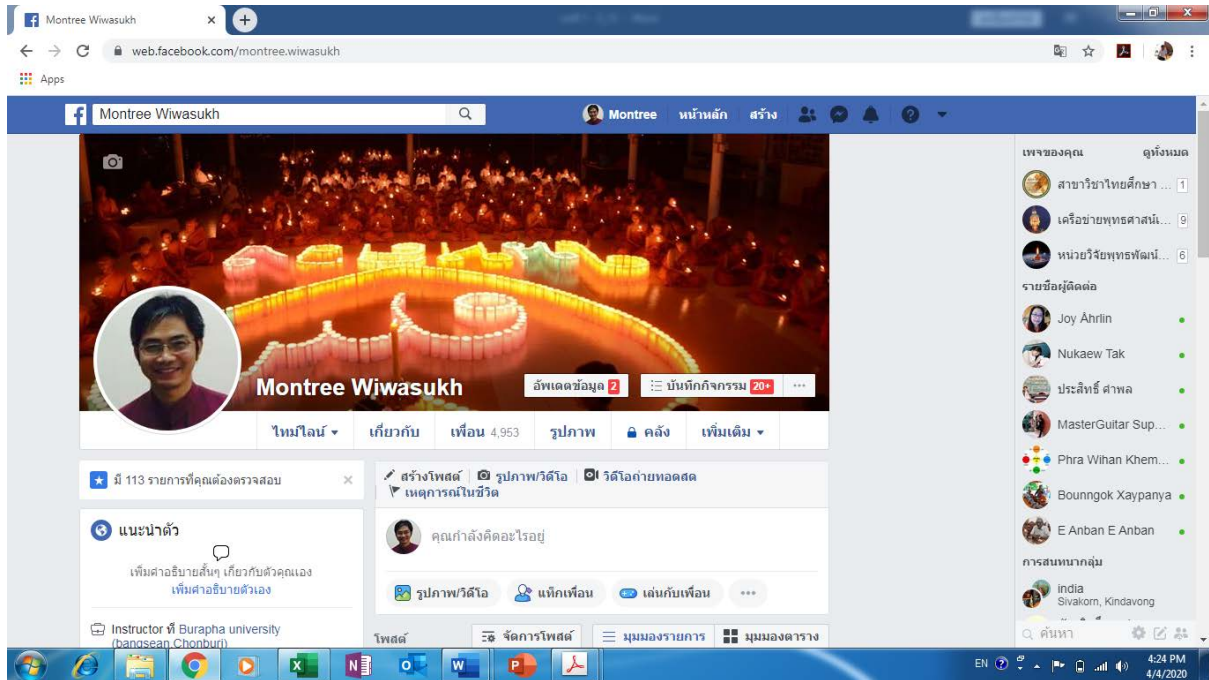 Montree Wiwasukh
web.facebook.com/montree.wiwasukh
Apps
Montree Wiwasukh
Montree หน้าหลัก สร้าง
Montree Wiwasukh
อัพเดตข้อมูล 2
บันทึกกิจกรรม 20+
ไทม์ไลน์ เกี่ยวกับ เพื่อน 4,953 รูปภาพ คลัง เพิ่มเติม
มี 113 รายการที่คุณต้องตรวจสอบ
แนะนำตัว
เพิ่มคำอธิบายสั้นๆ เกี่ยวกับตัวคุณเอง
เพิ่มคำอธิบายตัวเอง
Instructor ที่ Burapha university
(bangsean,Chonburi)
สร้างโพสต์ รูปภาพ/วิดีโอ วิดีโอถ่ายทอดสด
เหตุการณ์ในชีวิต
คุณกำลังคิดอะไรอยู่
รูปภาพ/วิดีโอ แท็กเพื่อน เล่นกับเพื่อน
โพสต์ จัดการโพสต์ มุมมองรายการ มุมมองตาราง
เพจของคุณ ดูทั้งหมด
สาขาวิชาไทยศึกษา ... 1
เครือข่ายพุทธศาสน์เ... 9
หน่วยวิจัยพุทธพัฒน์... 6
รายชื่อผู้ติดต่อ
Joy Ährlin
Nukaew Tak
ประสิทธิ์ ศาพล
MasterGuitar Sup...
Phra Wihan Khem...
Bounngok Xaypanya
E Anban E Anban
การสนทนากลุ่ม
india
Sivakorn, Kindavong
ค้นหา
EN
4:24 PM
4/4/2020